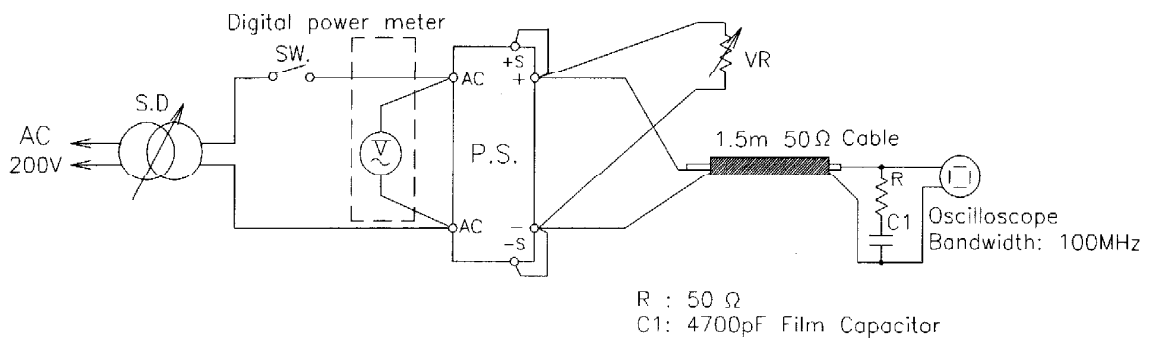 Digital power meter
SW.
S.D
AC
200V
V
AC
AC
P.S.
+S
+
−
−S
VR
1.5m 50Ω Cable
R
C1
Oscilloscope
Bandwidth: 100MHz
R : 50 Ω
C1: 4700pF Film Capacitor